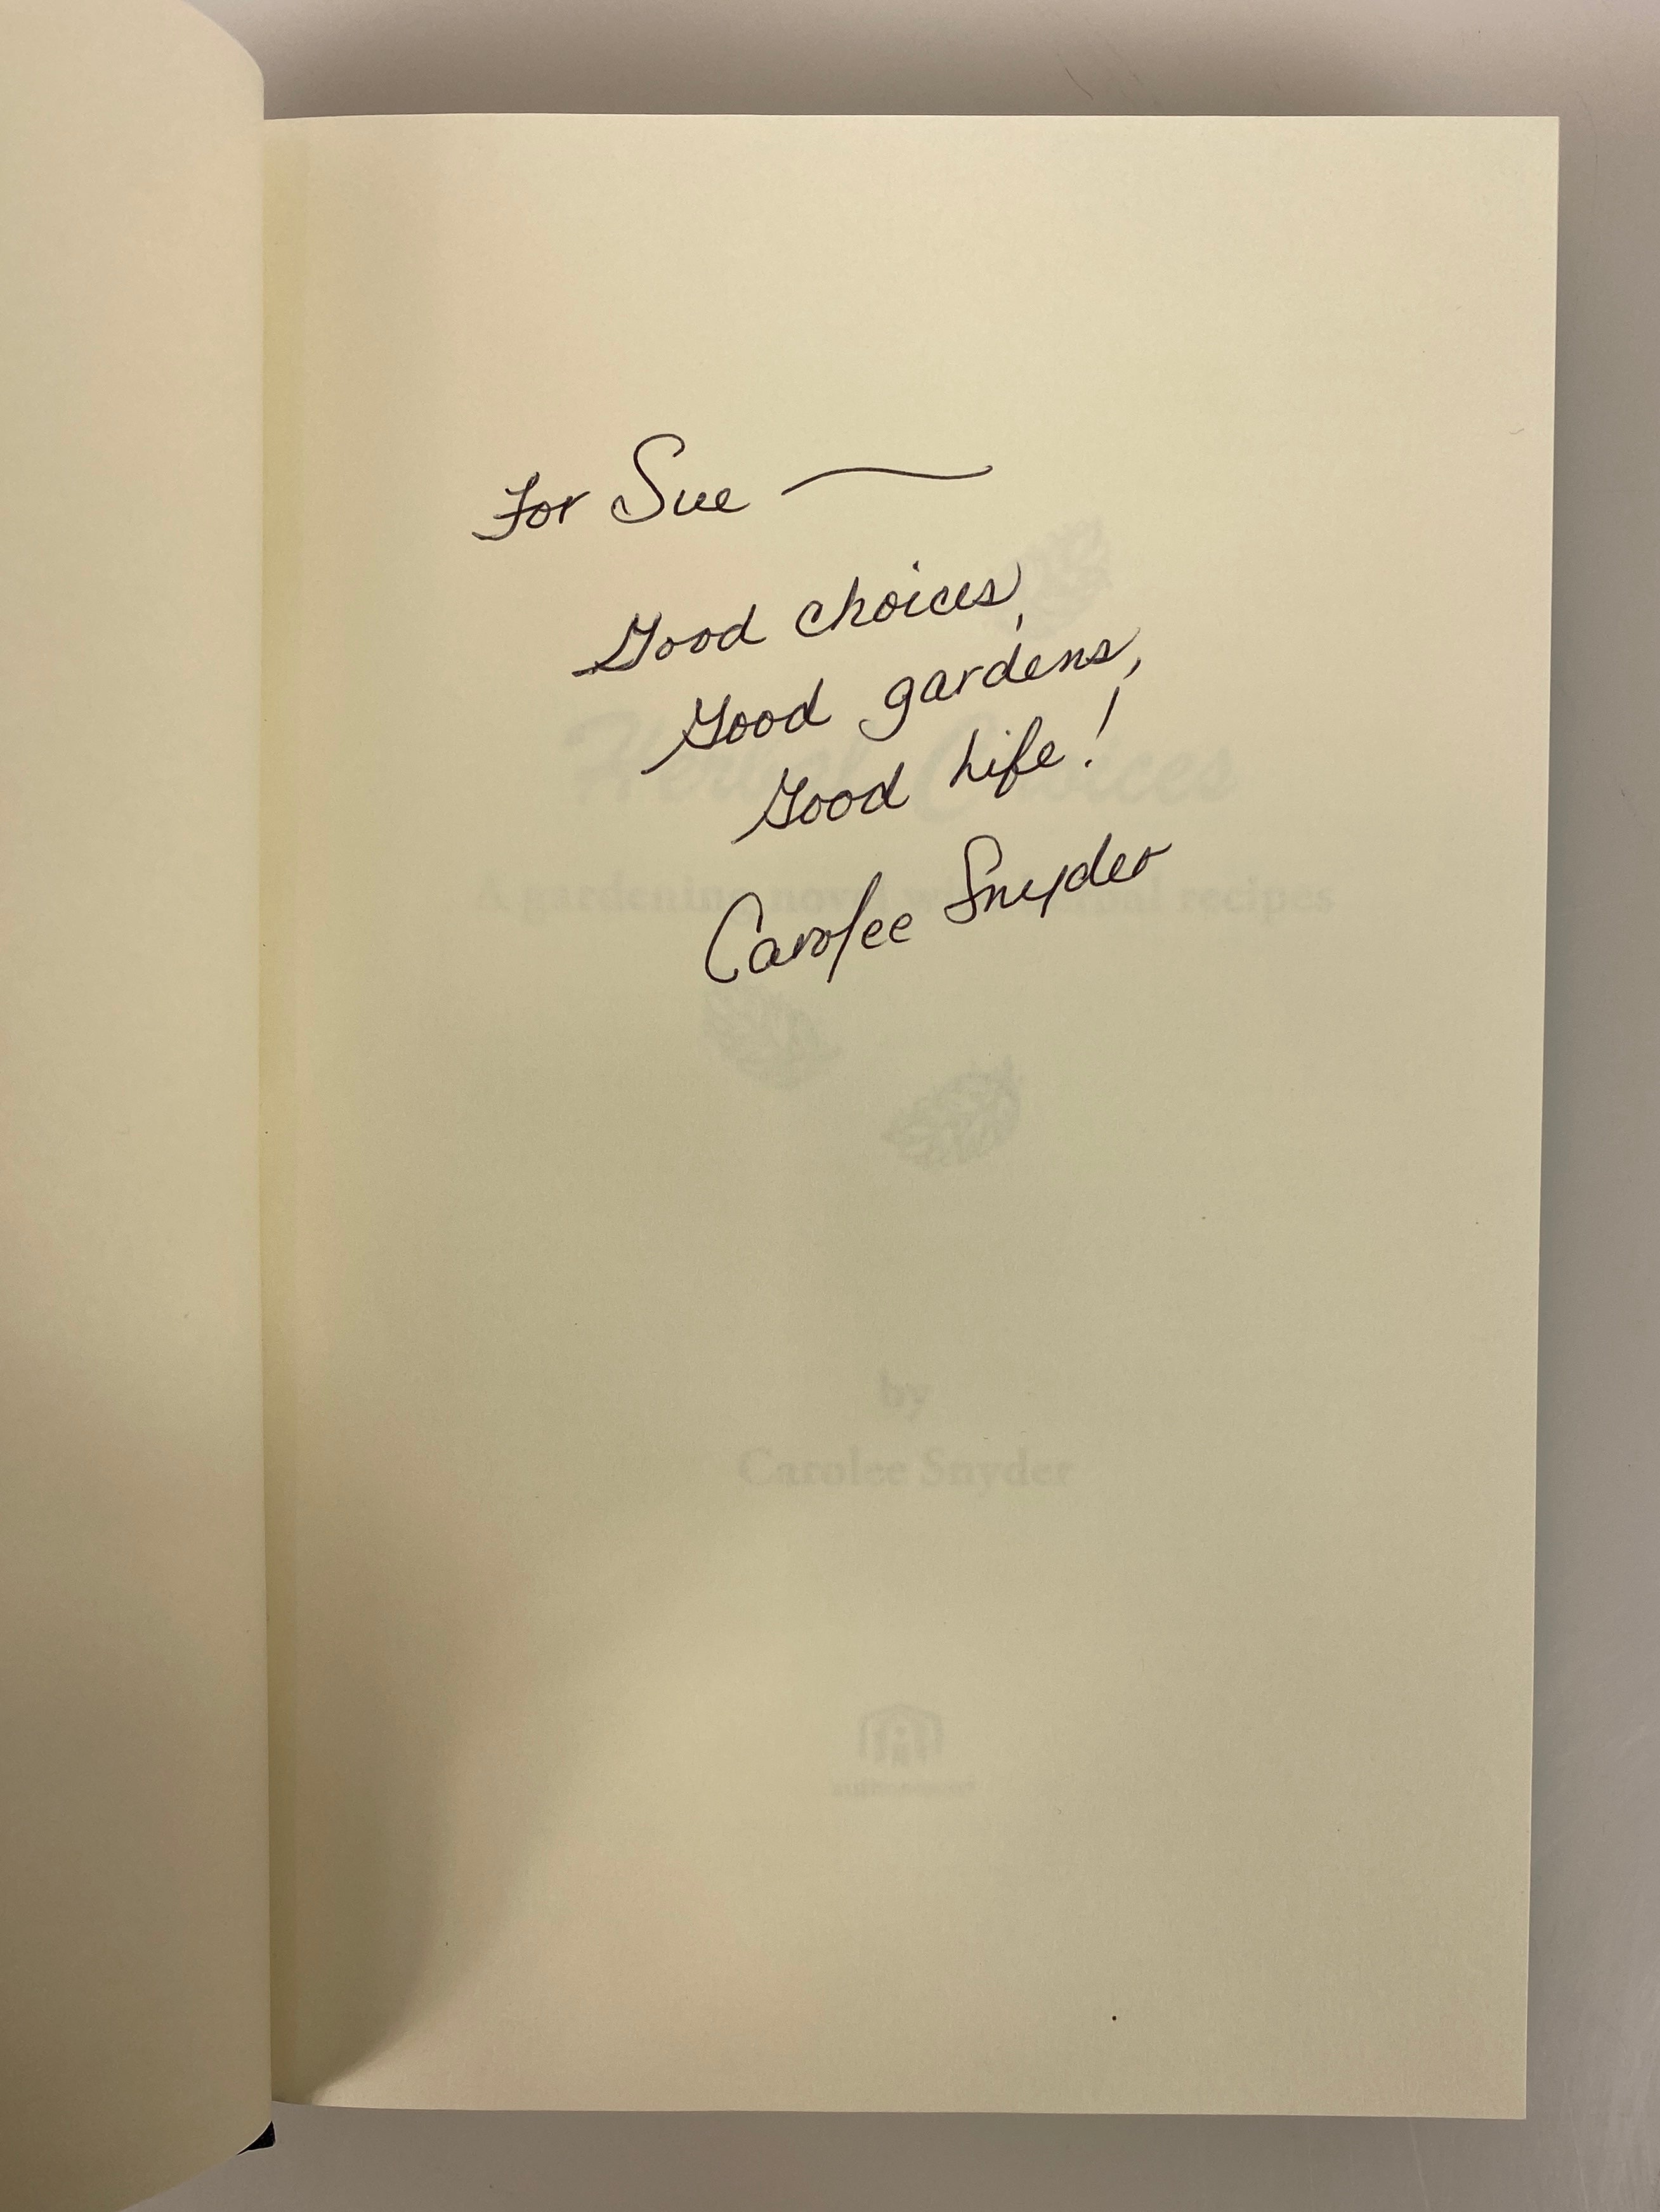 For Sue —
Good choices,
Good gardens,
Good Life!
Carolee Snyder
Herbal Choices
A gardening novel with herbal recipes
by
Carolee Snyder
authorHOUSE